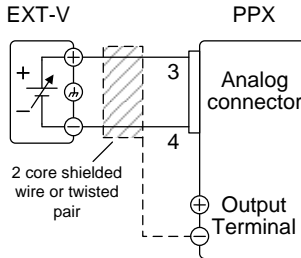 EXT-V
PPX
+
−
3
4
Analog
connector
2 core shielded
wire or twisted
pair
Output
Terminal